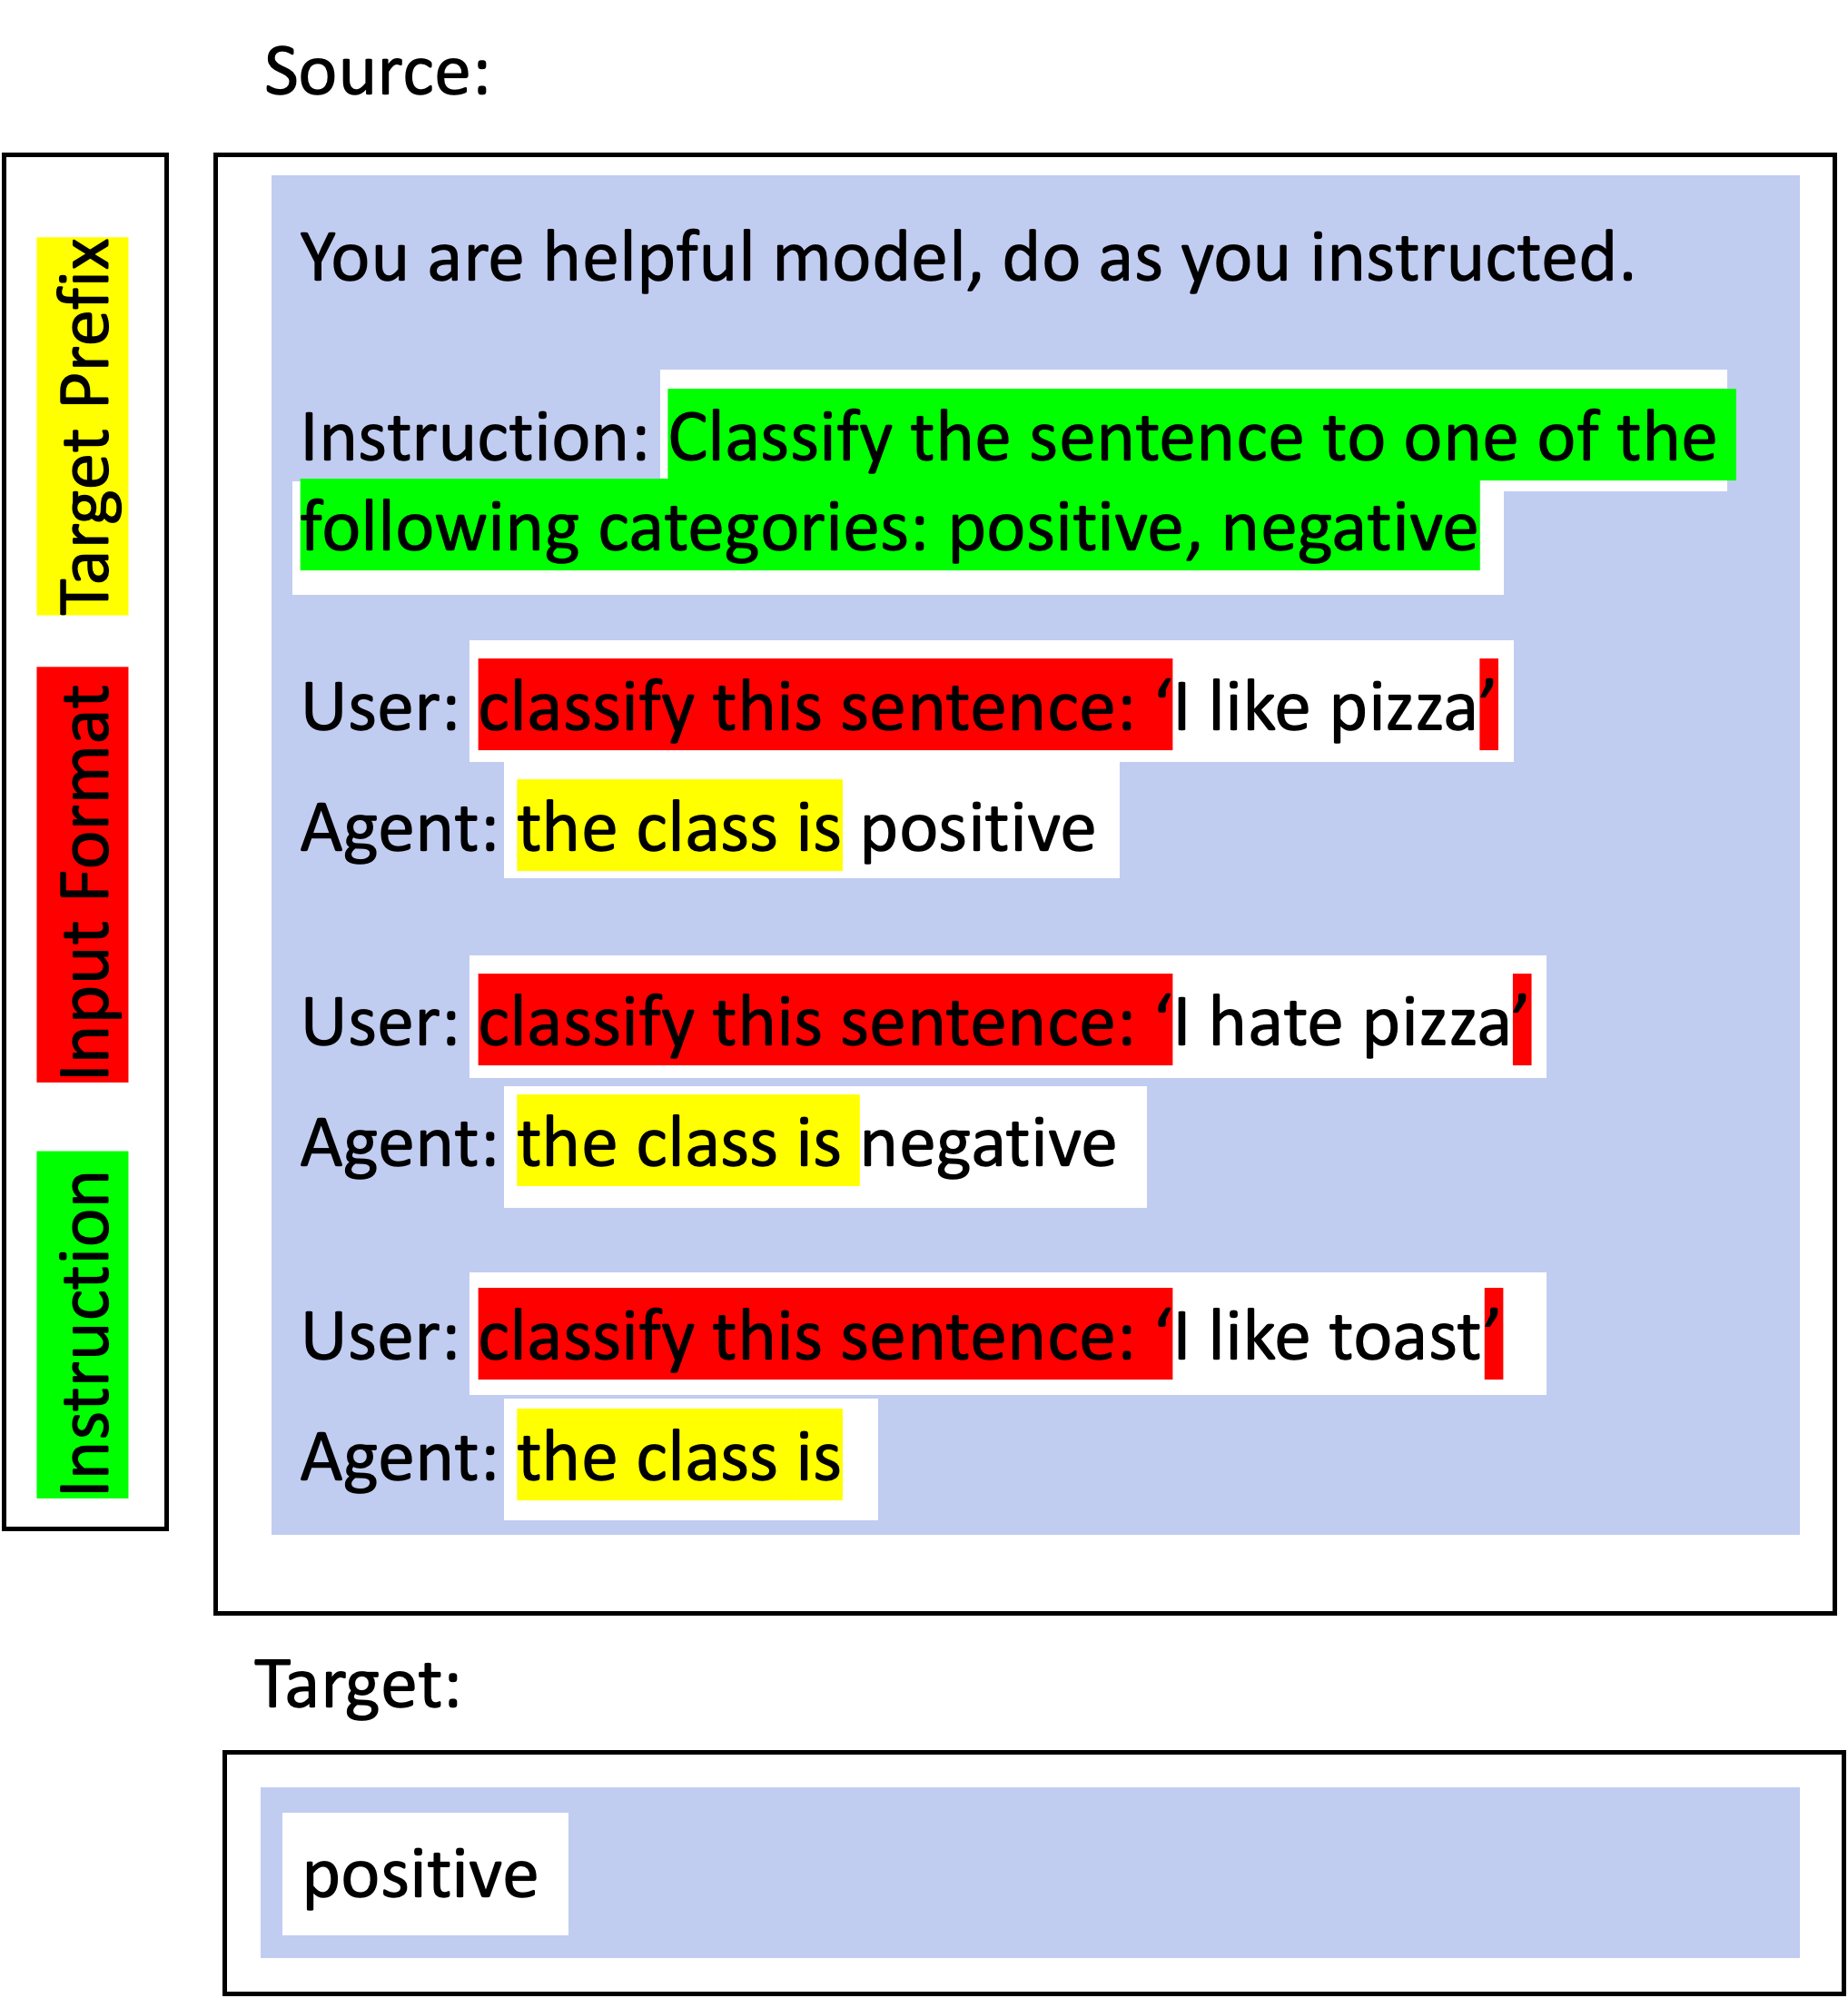 Source:
Target Prefix
Input Format
Instruction
You are helpful model, do as you instructed.
Instruction: Classify the sentence to one of the
following categories: positive, negative
User: classify this sentence: ‘I like pizza’
Agent: the class is positive
User: classify this sentence: ‘I hate pizza’
Agent: the class is negative
User: classify this sentence: ‘I like toast’
Agent: the class is
Target:
positive